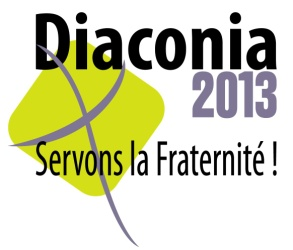 Diaconia
2013
Servons la Fraternité !